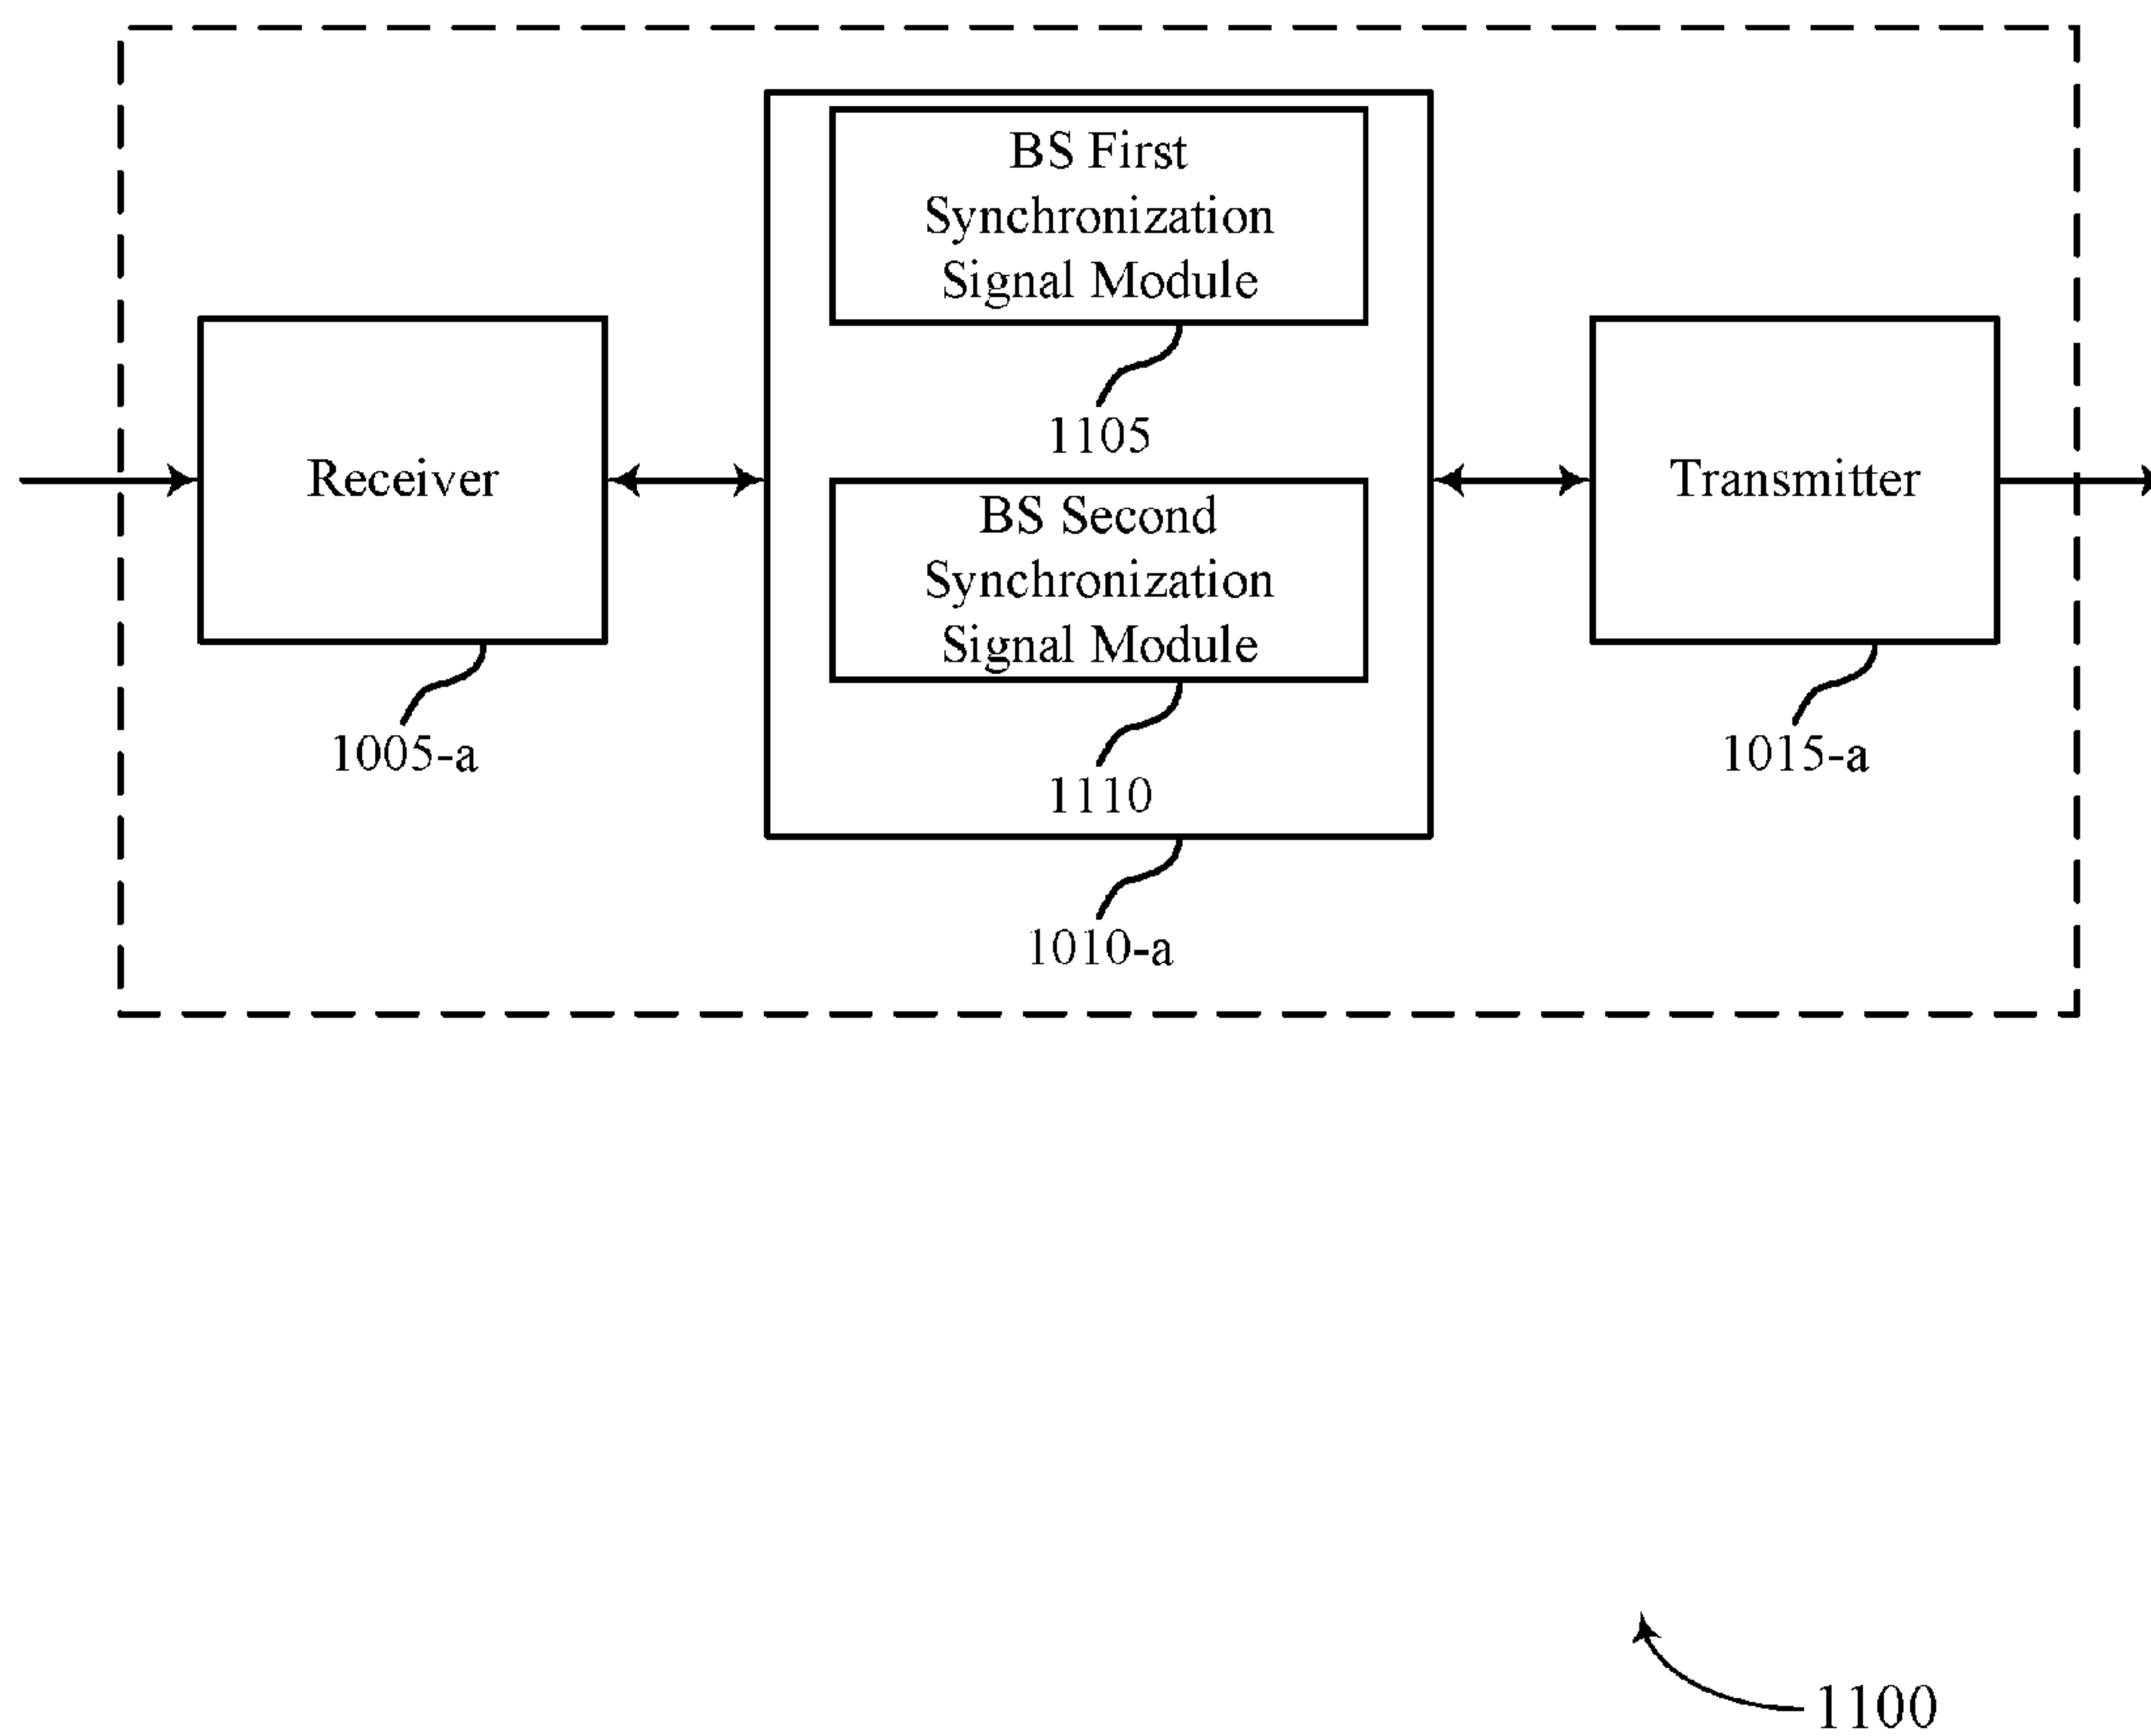 BS First
Synchronization
Signal Module
1105
Receiver
BS Second
Synchronization
Signal Module
Transmitter
1005-a
1110
1015-a
1010-a
1100